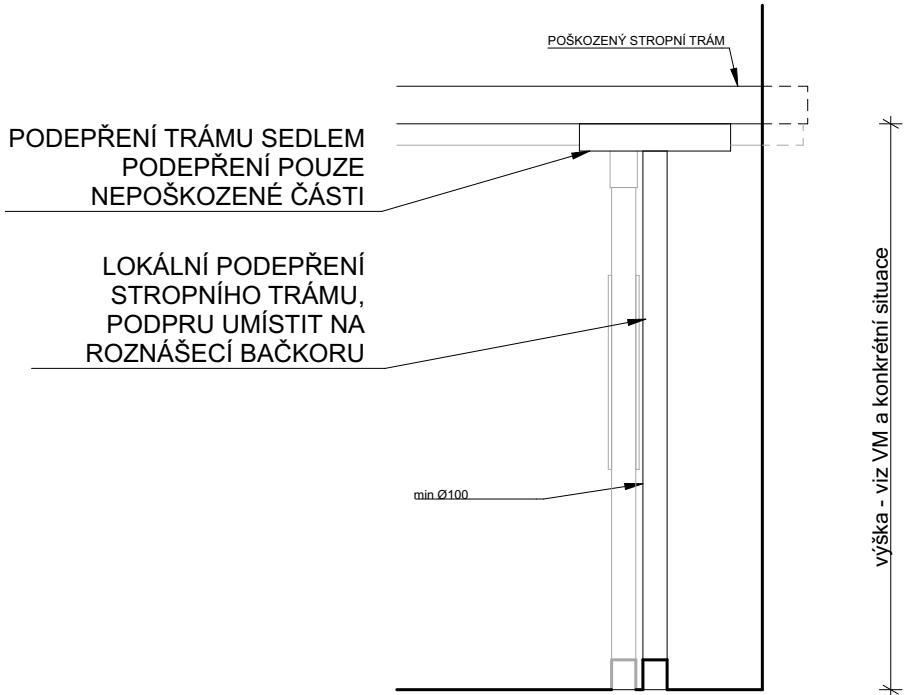 POŠKOZENÝ STROPNÍ TRÁM
PODEPŘENÍ TRÁMU SEDLEM
PODEPŘENÍ POUZE
NEPOŠKOZENÉ ČÁSTI
LOKÁLNÍ PODEPŘENÍ
STROPNÍHO TRÁMU,
PODPRU UMÍSTIT NA
ROZNÁŠECÍ BAČKORU
min Ø100
výška - viz VM a konkrétní situace